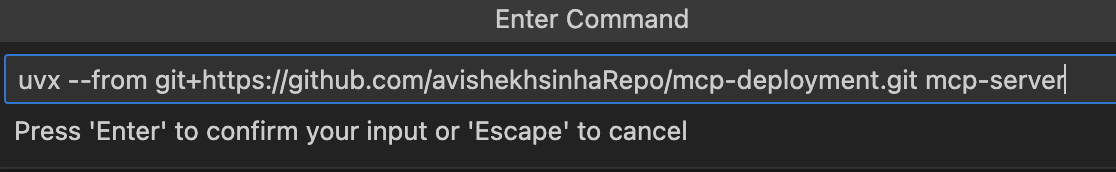 Enter Command
uvx --from git+https://github.com/avishekhsinhaRepo/mcp-deployment.git mcp-server
Press 'Enter' to confirm your input or 'Escape' to cancel